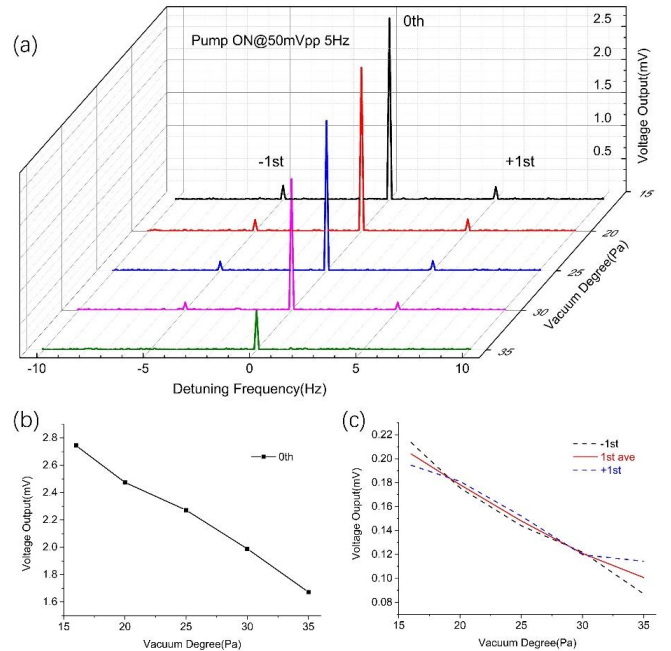 (a)
Pump ON@50mVpp 5Hz
0th
-1st
+1st
2.5
2.0
1.5
1.0
0.5
Voltage Output(mV)
15
20
25
30
35
Vacuum Degree(Pa)
-10 -5 0 5 10
Detuning Frequency(Hz)
(b)
2.8
2.6
2.4
2.2
2.0
1.8
1.6
Voltage Output(mV)
0th
15 20 25 30 35
Vacuum Degree(Pa)
(c)
0.22
0.20
0.18
0.16
0.14
0.12
0.10
0.08
Voltage Ouput(mV)
-1st
1st ave
+1st
15 20 25 30 35
Vacuum Degree(Pa)